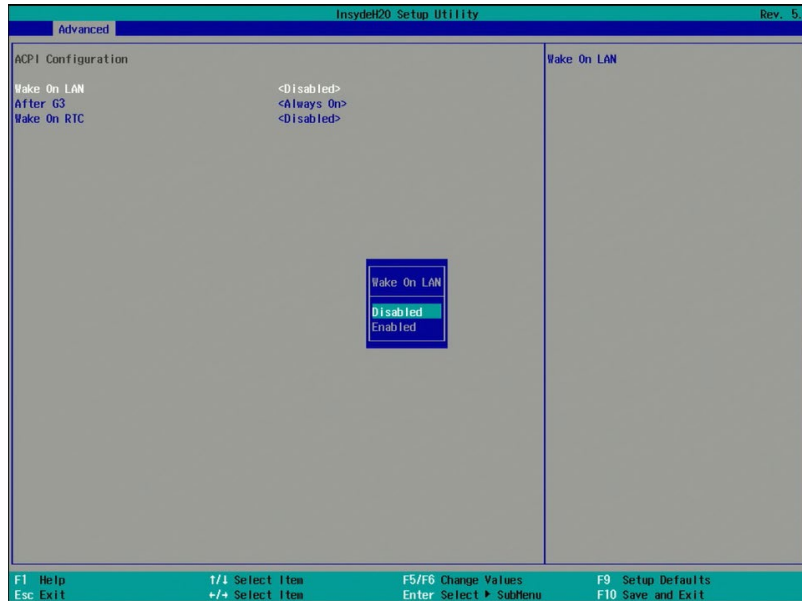 InsydeH20 Setup Utility Rev. 5.
Advanced
ACPI Configuration
Wake On LAN <Disabled>
After G3 <Always On>
Wake On RTC <Disabled>
Wake On LAN
Wake On LAN
Disabled
Enabled
F1 Help ↑/↓ Select Item F5/F6 Change Values F9 Setup Defaults
Esc Exit ←/→ Select Item Enter Select ▶ SubMenu F10 Save and Exit